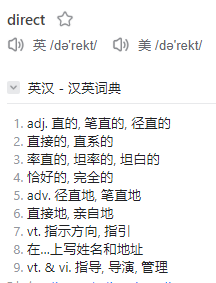 direct
英 /də'rekt/ 美 /də'rekt/
英汉 - 汉英词典
1. adj. 直的, 笔直的, 径直的
2. 直接的, 直系的
3. 率直的, 坦率的, 坦白的
4. 恰好的, 完全的
5. adv. 径直地, 笔直地
6. 直接地, 亲自地
7. vt. 指示方向, 指引
8. 在...上写姓名和地址
9. vt. & vi. 指导, 导演, 管理